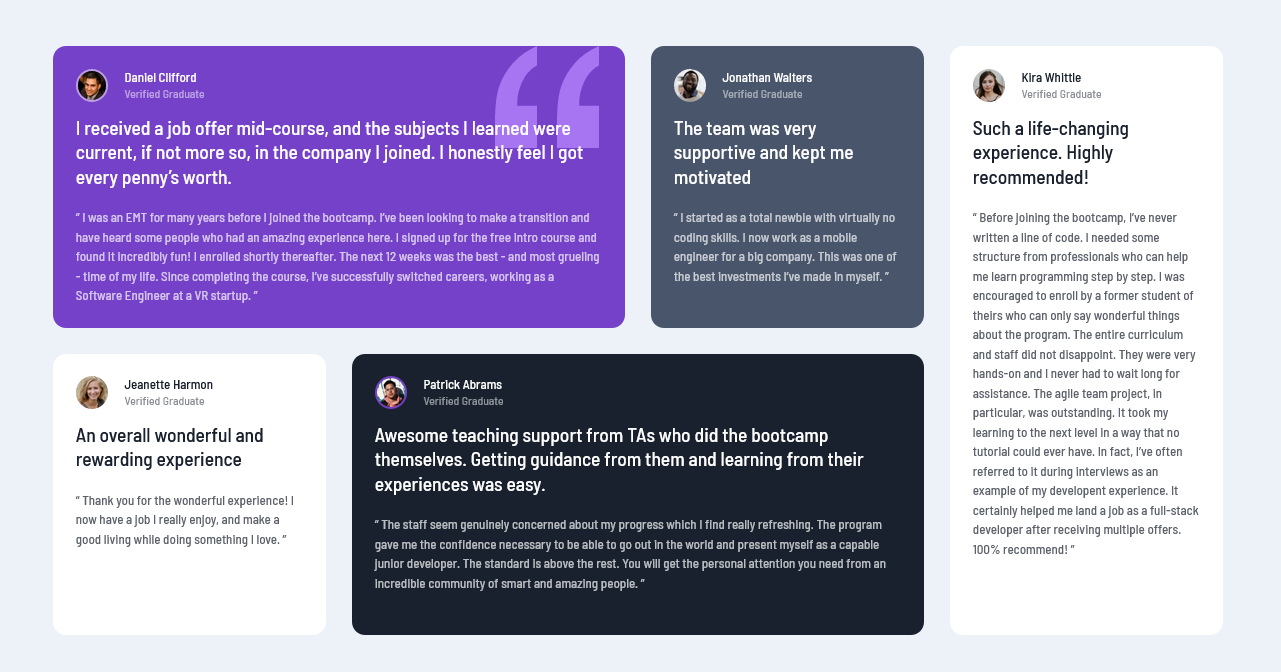 Daniel Clifford
Verified Graduate
I received a job offer mid-course, and the subjects I learned were
current, if not more so, in the company I joined. I honestly feel I got
every penny’s worth.
“ I was an EMT for many years before I joined the bootcamp. I’ve been looking to make a transition and
have heard some people who had an amazing experience here. I signed up for the free intro course and
found it incredibly fun! I enrolled shortly thereafter. The next 12 weeks was the best - and most grueling
- time of my life. Since completing the course, I’ve successfully switched careers, working as a
Software Engineer at a VR startup. ”
Jonathan Walters
Verified Graduate
The team was very
supportive and kept me
motivated
“ I started as a total newbie with virtually no
coding skills. I now work as a mobile
engineer for a big company. This was one of
the best investments I’ve made in myself. ”
Kira Whittle
Verified Graduate
Such a life-changing
experience. Highly
recommended!
“ Before joining the bootcamp, I’ve never
written a line of code. I needed some
structure from professionals who can help
me learn programming step by step. I was
encouraged to enroll by a former student of
theirs who can only say wonderful things
about the program. The entire curriculum
and staff did not disappoint. They were very
hands-on and I never had to wait long for
assistance. The agile team project, in
particular, was outstanding. It took my
learning to the next level in a way that no
tutorial could ever have. In fact, I’ve often
referred to it during interviews as an
example of my developent experience. It
certainly helped me land a job as a full-stack
developer after receiving multiple offers.
100% recommend! ”
Jeanette Harmon
Verified Graduate
An overall wonderful and
rewarding experience
“ Thank you for the wonderful experience! I
now have a job I really enjoy, and make a
good living while doing something I love. ”
Patrick Abrams
Verified Graduate
Awesome teaching support from TAs who did the bootcamp
themselves. Getting guidance from them and learning from their
experiences was easy.
“ The staff seem genuinely concerned about my progress which I find really refreshing. The program
gave me the confidence necessary to be able to go out in the world and present myself as a capable
junior developer. The standard is above the rest. You will get the personal attention you need from an
incredible community of smart and amazing people. ”